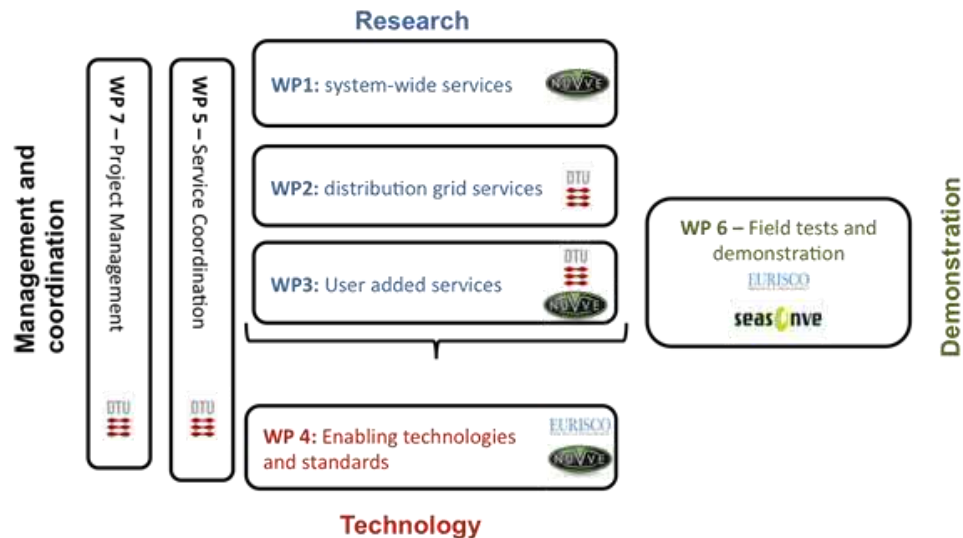 Research
Management and
coordination
WP 7 – Project Management
DTU
WP 5 – Service Coordination
DTU
WP1: system-wide services
NUVVE
WP2: distribution grid services
DTU
WP3: User added services
DTU
NUVVE
WP 4: Enabling technologies
and standards
EURISCO
NUVVE
WP 6 – Field tests and
demonstration
EURISCO
seas nve
Demonstration
Technology